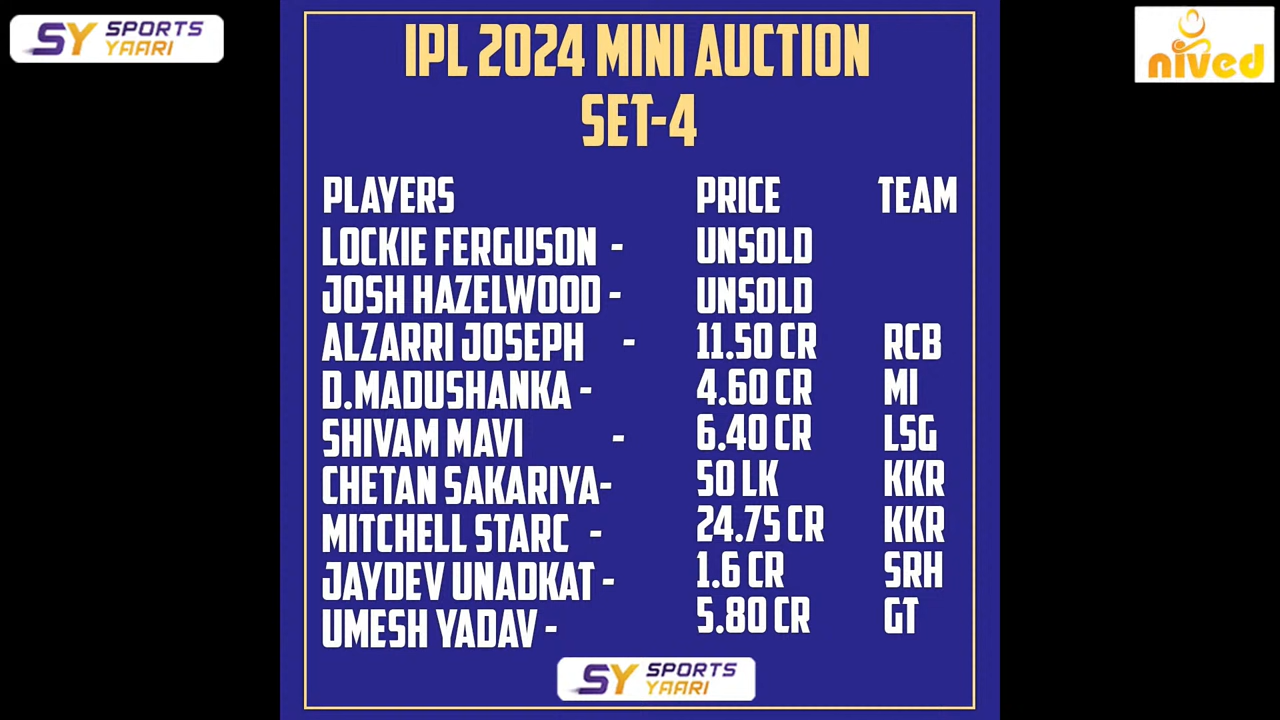 SY SPORTS YAARI
nived
IPL 2024 MINI AUCTION
SET-4
PLAYERS PRICE TEAM
LOCKIE FERGUSON - UNSOLD
JOSH HAZELWOOD - UNSOLD
ALZARRI JOSEPH - 11.50 CR RCB
D.MADUSHANKA - 4.60 CR MI
SHIVAM MAVI - 6.40 CR LSG
CHETAN SAKARIYA- 50 LK KKR
MITCHELL STARC - 24.75 CR KKR
JAYDEV UNADKAT - 1.6 CR SRH
UMESH YADAV - 5.80 CR GT
SY SPORTS YAARI